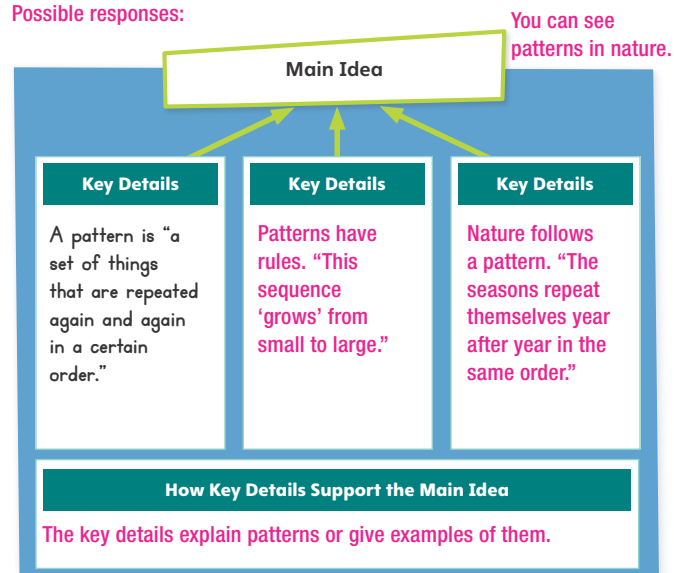 Possible responses:
You can see
patterns in nature.
Main Idea
Key Details
A pattern is “a
set of things
that are repeated
again and again
in a certain
order.”
Key Details
Patterns have
rules. “This
sequence
‘grows’ from
small to large.”
Key Details
Nature follows
a pattern. “The
seasons repeat
themselves year
after year in the
same order.”
How Key Details Support the Main Idea
The key details explain patterns or give examples of them.